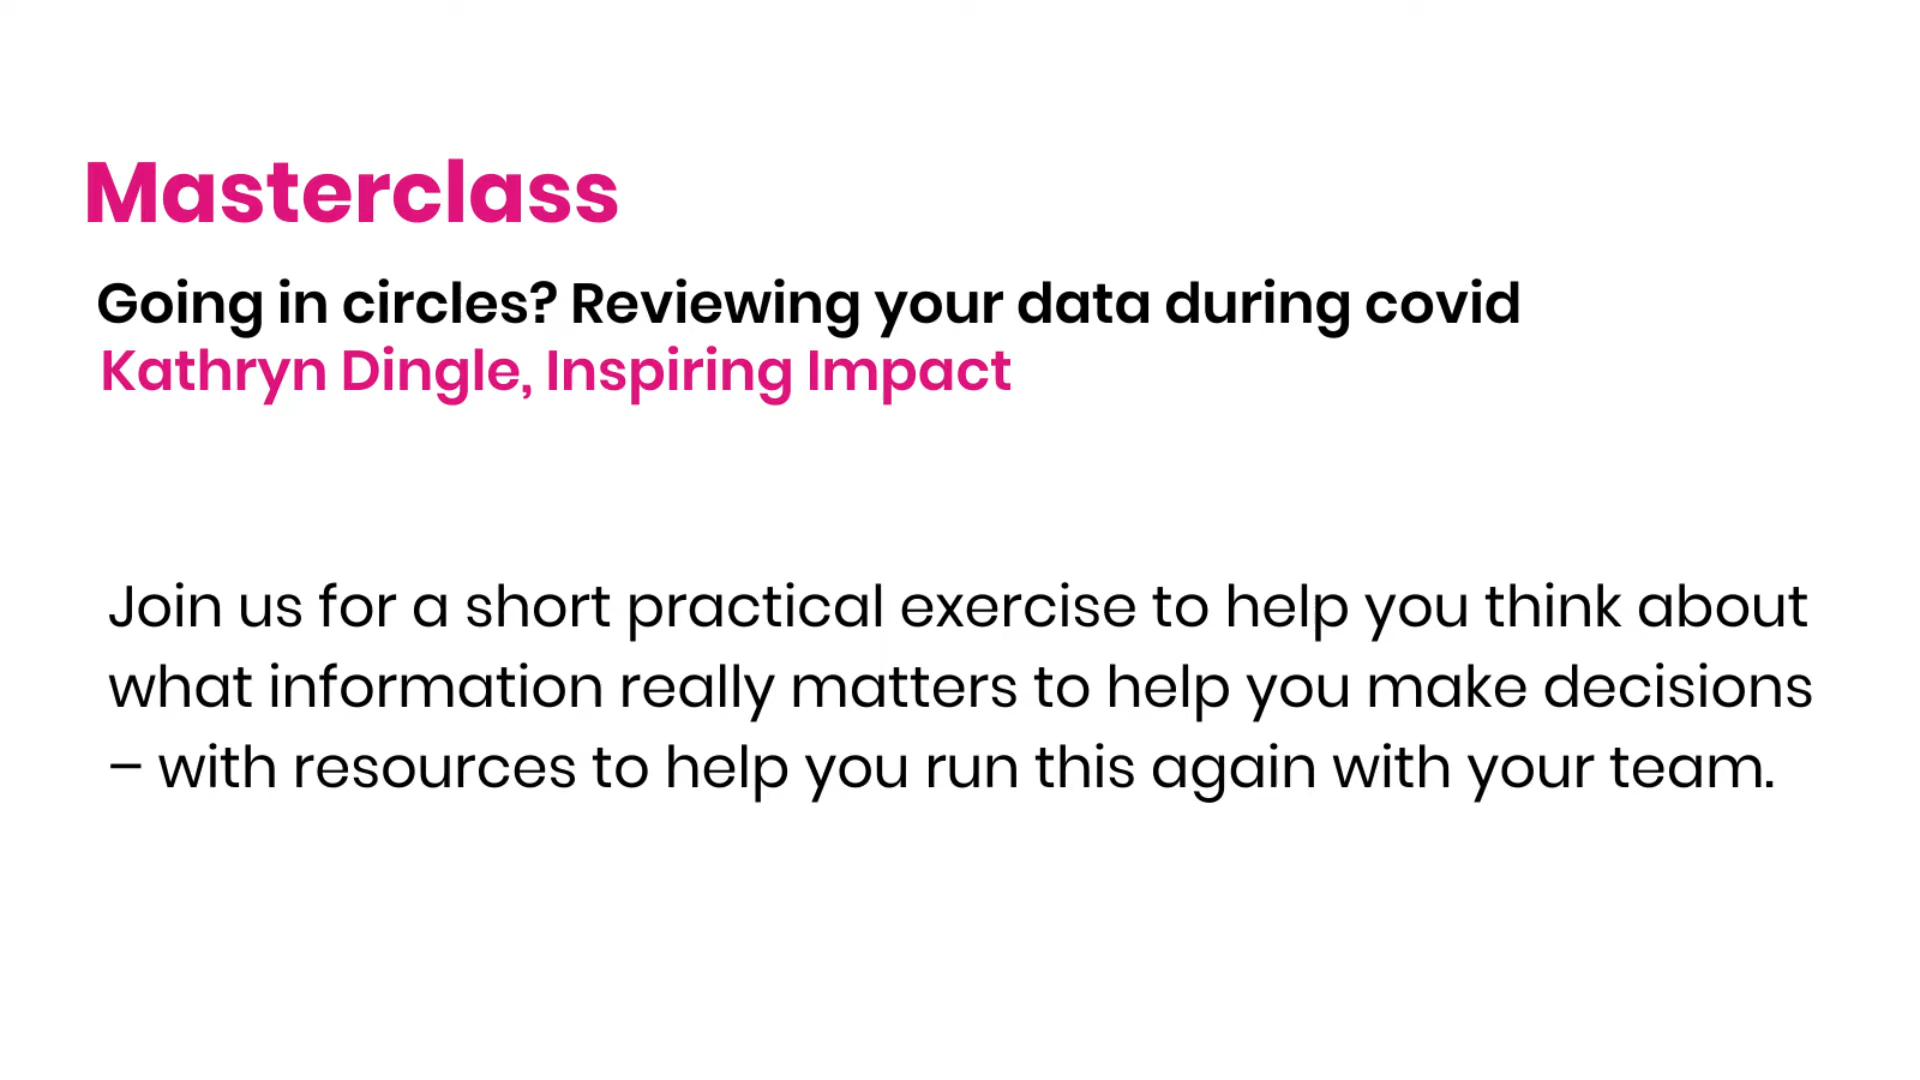 Masterclass
Going in circles? Reviewing your data during covid
Kathryn Dingle, Inspiring Impact
Join us for a short practical exercise to help you think about
what information really matters to help you make decisions
– with resources to help you run this again with your team.